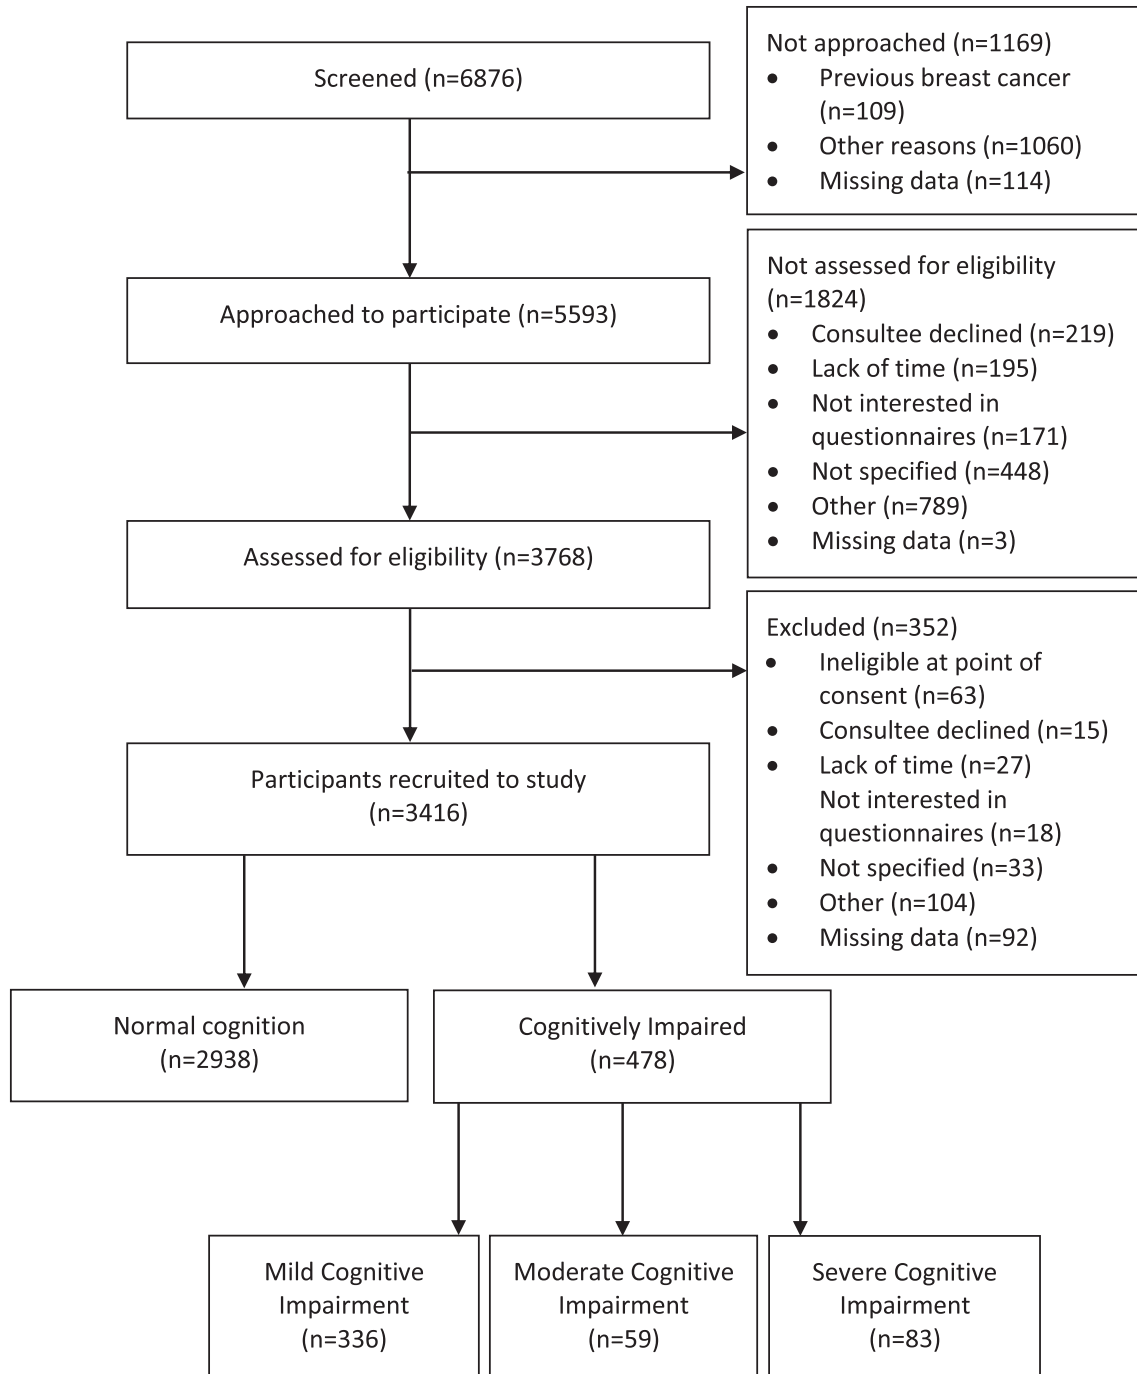 Screened (n=6876)
Not approached (n=1169)
• Previous breast cancer
(n=109)
• Other reasons (n=1060)
• Missing data (n=114)
Approached to participate (n=5593)
Not assessed for eligibility
(n=1824)
• Consultee declined (n=219)
• Lack of time (n=195)
• Not interested in
questionnaires (n=171)
• Not specified (n=448)
• Other (n=789)
• Missing data (n=3)
Assessed for eligibility (n=3768)
Excluded (n=352)
• Ineligible at point of
consent (n=63)
• Consultee declined (n=15)
• Lack of time (n=27)
Not interested in
questionnaires (n=18)
• Not specified (n=33)
• Other (n=104)
• Missing data (n=92)
Participants recruited to study
(n=3416)
Normal cognition
(n=2938)
Cognitively Impaired
(n=478)
Mild Cognitive
Impairment
(n=336)
Moderate Cognitive
Impairment
(n=59)
Severe Cognitive
Impairment
(n=83)